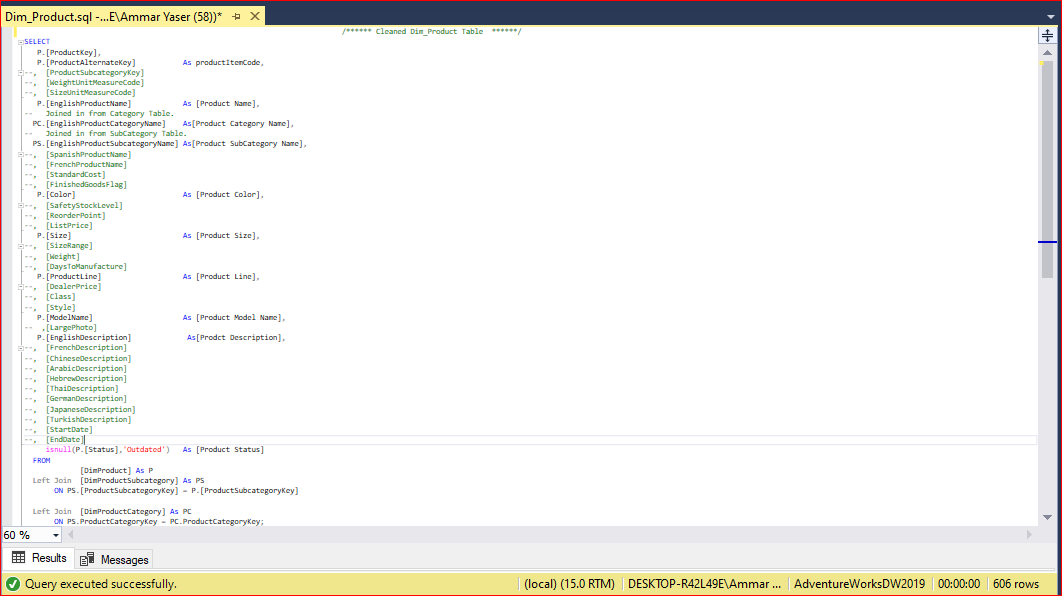 Dim_Product.sql -...E\Ammar Yaser (58))*
/****** Cleaned Dim_Product Table ******/
SELECT
P.[ProductKey],
P.[ProductAlternateKey] As productItemCode,
--, [ProductSubcategoryKey]
--, [WeightUnitMeasureCode]
--, [SizeUnitMeasureCode]
P.[EnglishProductName] As [Product Name],
-- Joined in from Category Table.
PC.[EnglishProductCategoryName] As[Product Category Name],
-- Joined in from SubCategory Table.
PS.[EnglishProductSubcategoryName] As[Product SubCategory Name],
--, [SpanishProductName]
--, [FrenchProductName]
--, [StandardCost]
--, [FinishedGoodsFlag]
P.[Color] As [Product Color],
--, [SafetyStockLevel]
--, [ReorderPoint]
--, [ListPrice]
P.[Size] As [Product Size],
--, [SizeRange]
--, [Weight]
--, [DaysToManufacture]
P.[ProductLine] As [Product Line],
--, [DealerPrice]
--, [Class]
--, [Style]
P.[ModelName] As [Product Model Name],
-- ,[LargePhoto]
P.[EnglishDescription] As[Prodct Description],
--, [FrenchDescription]
--, [ChineseDescription]
--, [ArabicDescription]
--, [HebrewDescription]
--, [ThaiDescription]
--, [GermanDescription]
--, [JapaneseDescription]
--, [TurkishDescription]
--, [StartDate]
--, [EndDate]
isnull(P.[Status],'Outdated') As [Product Status]
FROM
[DimProduct] As P
Left Join [DimProductSubcategory] As PS
ON PS.[ProductSubcategoryKey] = P.[ProductSubcategoryKey]
Left Join [DimProductCategory] As PC
ON PS.ProductCategoryKey = PC.ProductCategoryKey;
60 %
Results Messages
Query executed successfully. (local) (15.0 RTM) DESKTOP-R42L49E\Ammar ... AdventureWorksDW2019 00:00:00 606 rows